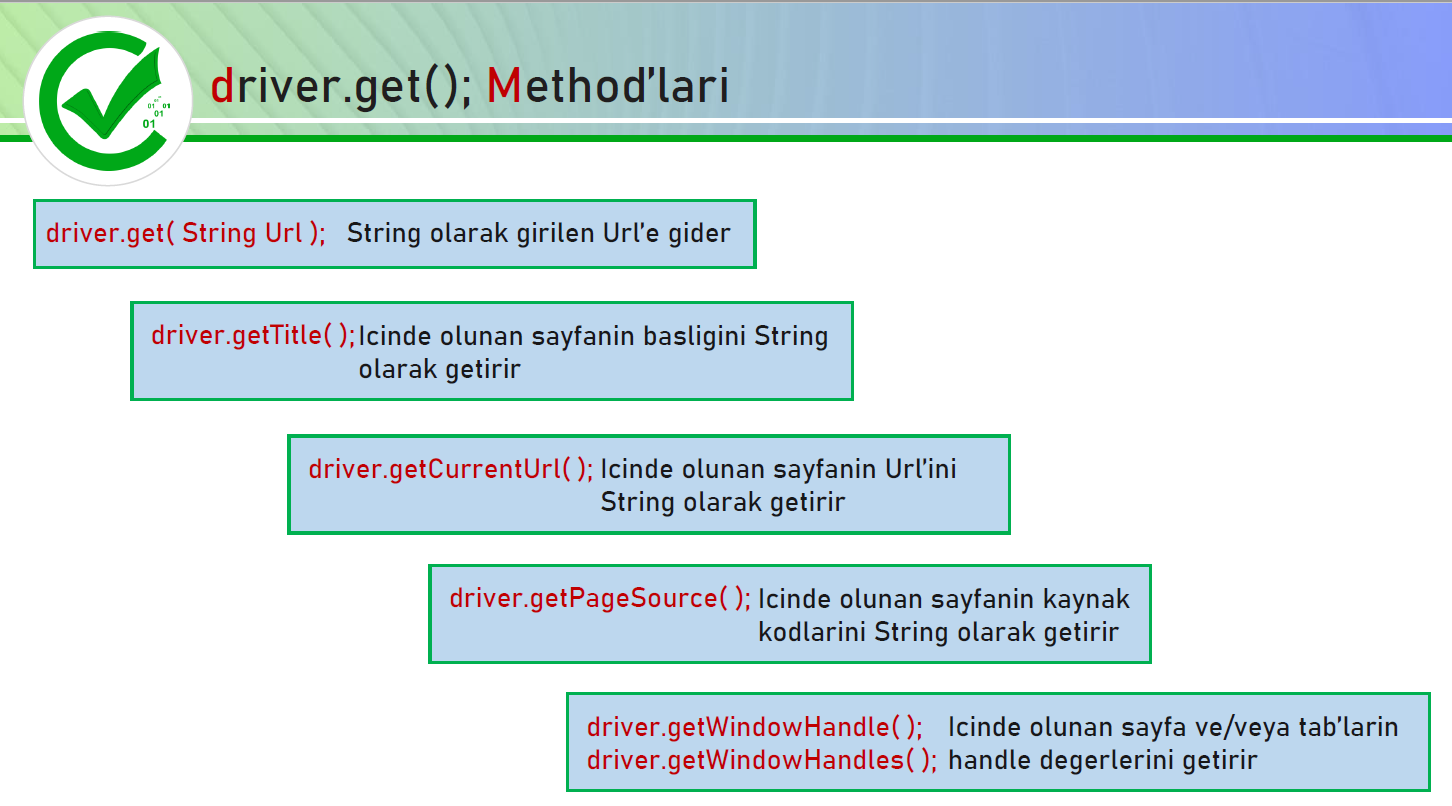 driver.get(); Method'lari
01
01
01
01
driver.get( String Url ); String olarak girilen Url'e gider
driver.getTitle( ); Icinde olunan sayfanin basligini String
olarak getirir
driver.getCurrentUrl( ); Icinde olunan sayfanin Url'ini
String olarak getirir
driver.getPageSource( ); Icinde olunan sayfanin kaynak
kodlarini String olarak getirir
driver.getWindowHandle( ); Icinde olunan sayfa ve/veya tab'larin
driver.getWindowHandles( ); handle degerlerini getirir